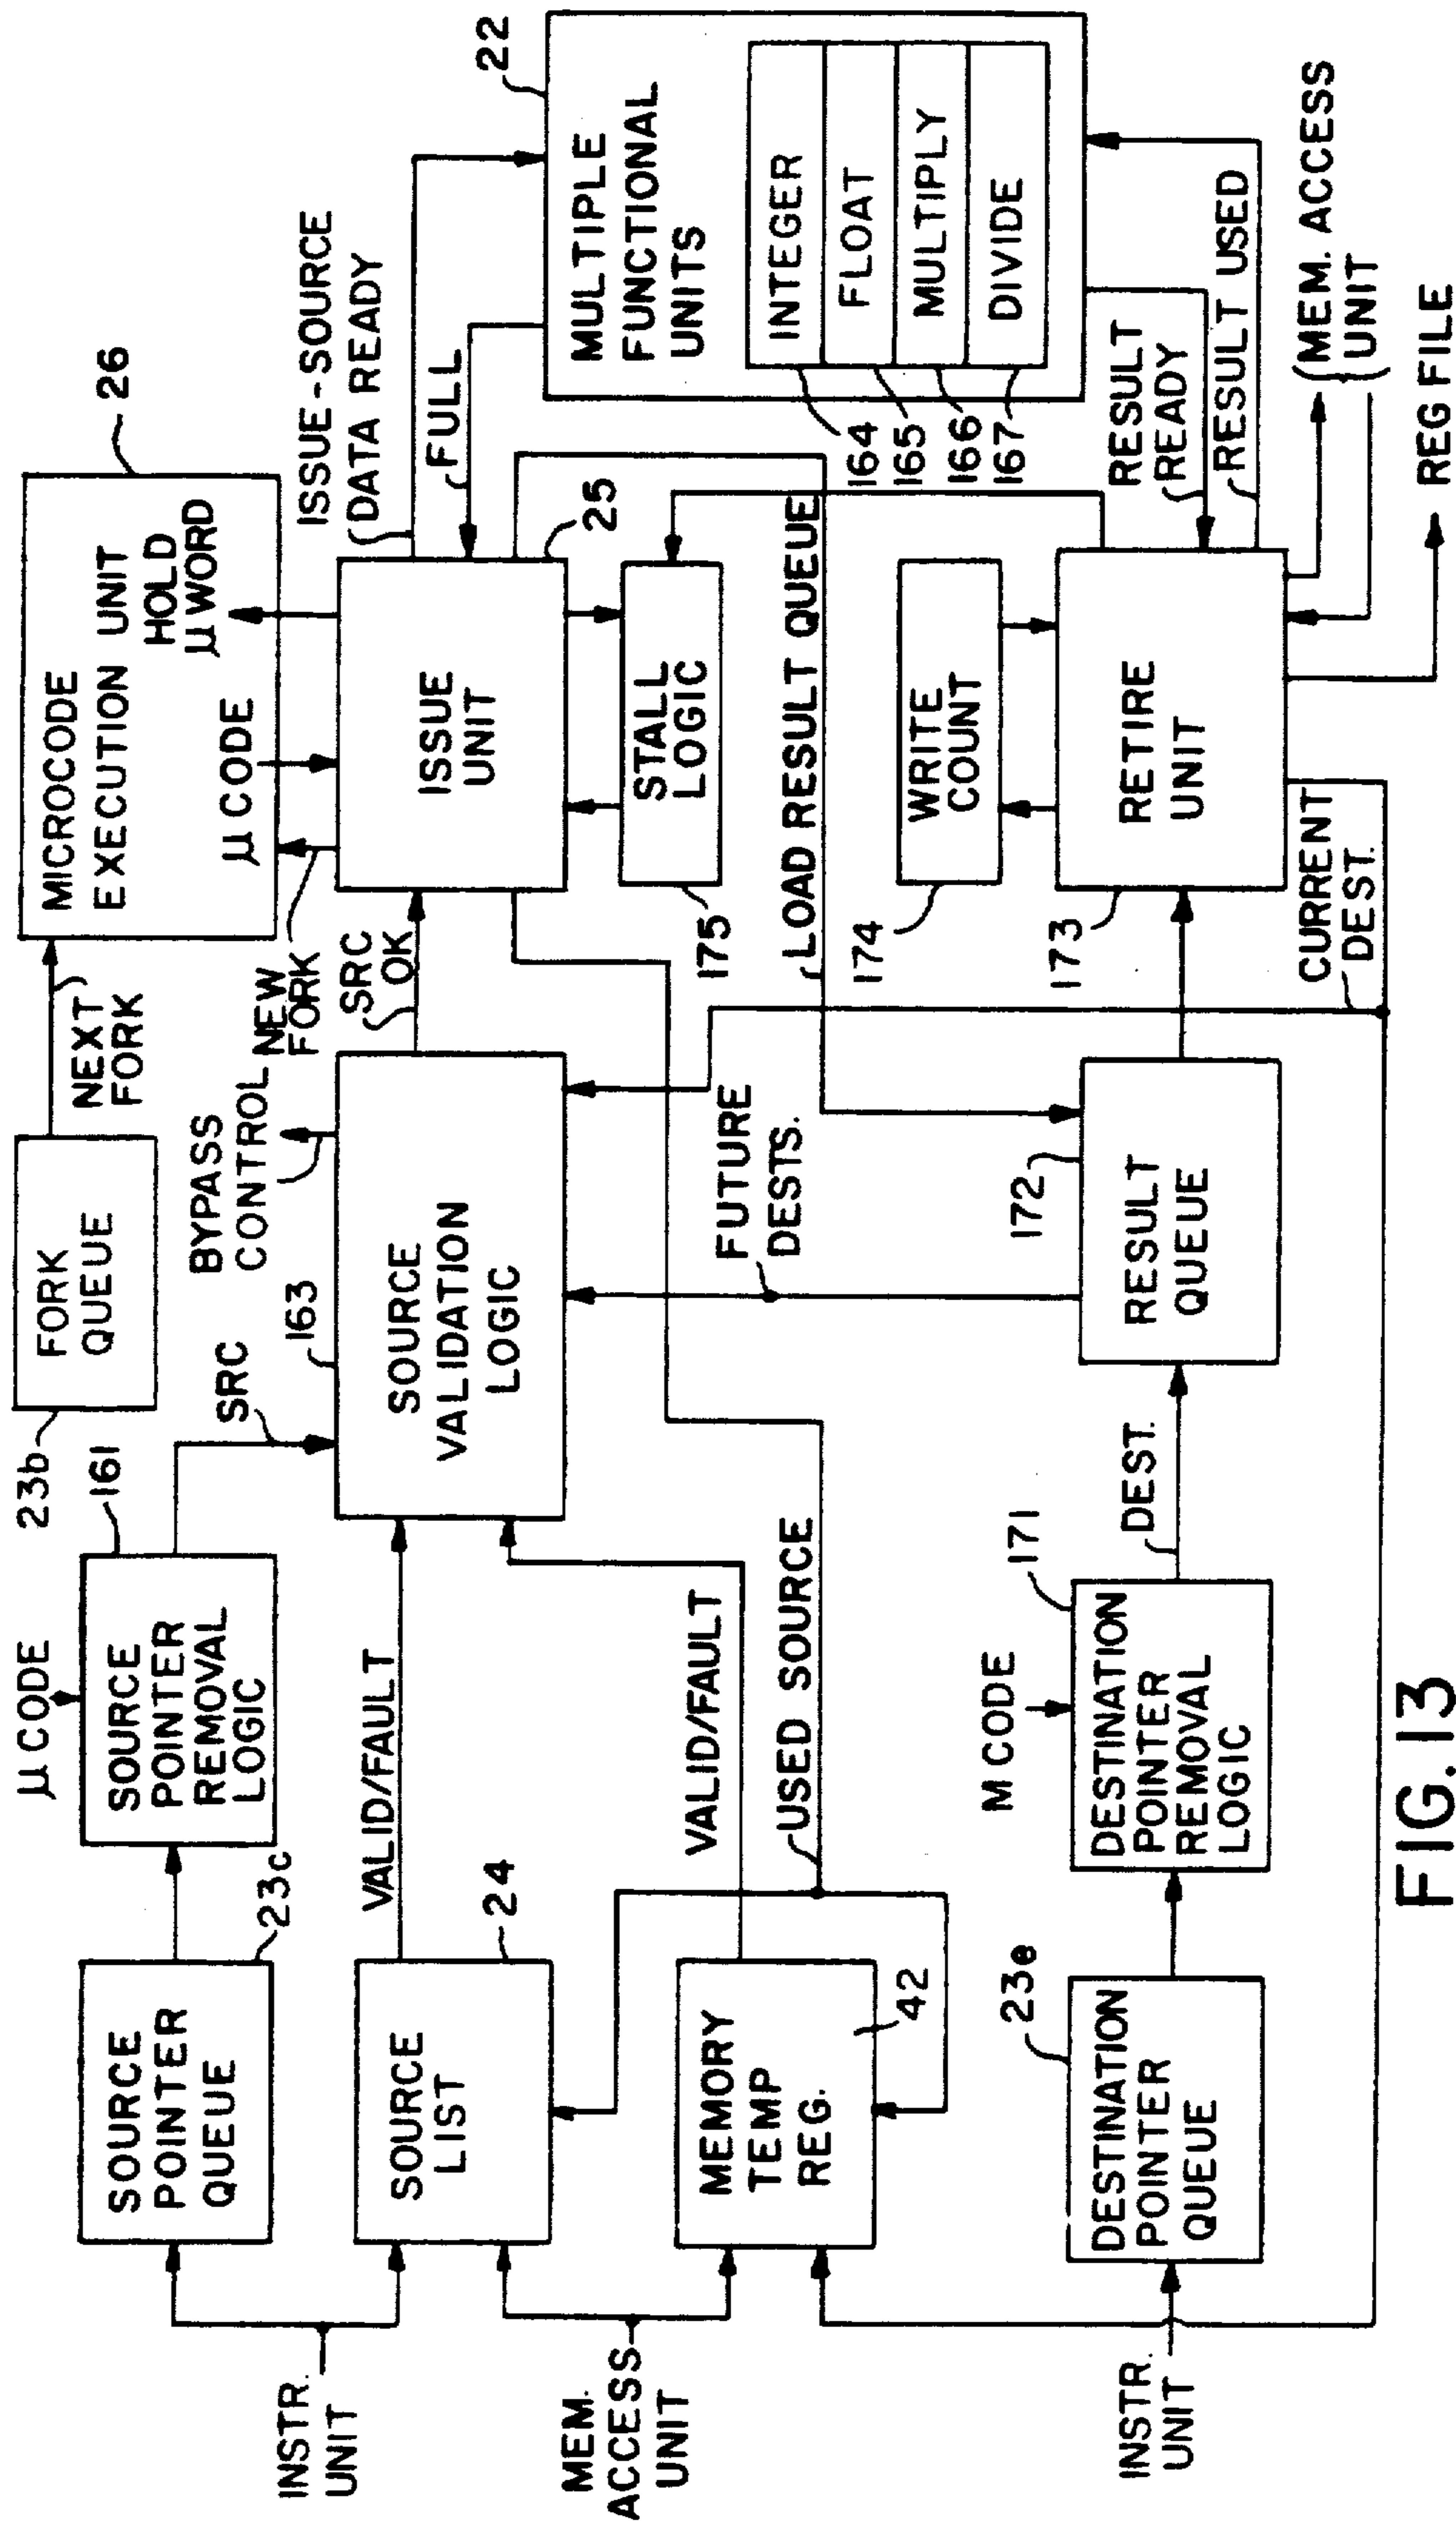 23b
FORK
QUEUE
NEXT
FORK
26
MICROCODE
EXECUTION UNIT
HOLD
μ WORD
μ CODE
NEW
FORK
μ CODE
161
SOURCE
POINTER
QUEUE
23c
SOURCE
POINTER
REMOVAL
LOGIC
SRC
163
BYPASS
CONTROL
SOURCE
VALIDATION
LOGIC
SRC
OK
ISSUE
UNIT
25
ISSUE-SOURCE
DATA READY
FULL
22
MULTIPLE
FUNCTIONAL
UNITS
INTEGER
FLOAT
MULTIPLY
DIVIDE
164
165
166
167
INSTR.
UNIT
SOURCE
LIST
24
VALID/FAULT
STALL
LOGIC
175
MEM.
ACCESS
UNIT
MEMORY
TEMP
REG.
42
VALID/FAULT
USED SOURCE
FUTURE
DESTS.
LOAD RESULT QUEUE
WRITE
COUNT
174
RESULT
READY
RESULT USED
INSTR.
UNIT
23e
DESTINATION
POINTER
QUEUE
M CODE
171
DESTINATION
POINTER
REMOVAL
LOGIC
DEST.
172
RESULT
QUEUE
173
RETIRE
UNIT
CURRENT
DEST.
MEM. ACCESS
UNIT
REG FILE
FIG. 13